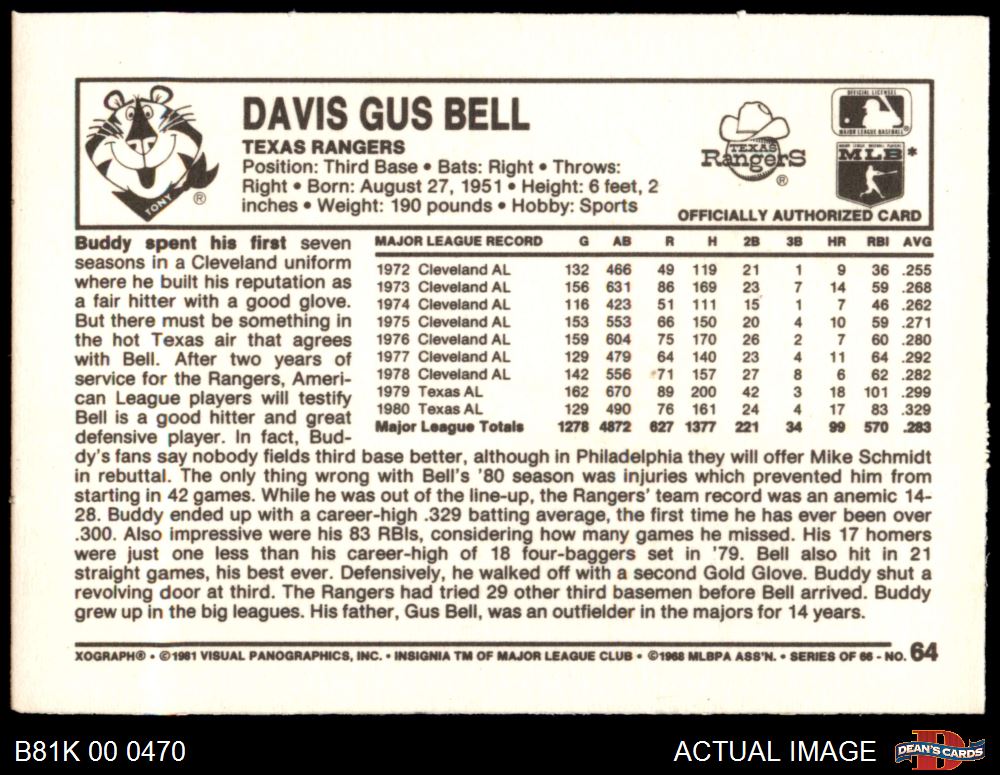 DAVIS GUS BELL
TEXAS RANGERS
Position: Third Base • Bats: Right • Throws:
Right • Born: August 27, 1951 • Height: 6 feet, 2
inches • Weight: 190 pounds • Hobby: Sports
TONY ®
TEXAS
RangerS
®
OFFICIAL LICENSEE
MAJOR LEAGUE BASEBALL®
MAJOR LEAGUE BASEBALL PLAYERS
MLB*
OFFICIALLY AUTHORIZED CARD
MAJOR LEAGUE RECORD G AB R H 2B 3B HR RBI AVG
1972 Cleveland AL 132 466 49 119 21 1 9 36 .255
1973 Cleveland AL 156 631 86 169 23 7 14 59 .268
1974 Cleveland AL 116 423 51 111 15 1 7 46 .262
1975 Cleveland AL 153 553 66 150 20 4 10 59 .271
1976 Cleveland AL 159 604 75 170 26 2 7 60 .280
1977 Cleveland AL 129 479 64 140 23 4 11 64 .292
1978 Cleveland AL 142 556 71 157 27 8 6 62 .282
1979 Texas AL 162 670 89 200 42 3 18 101 .299
1980 Texas AL 129 490 76 161 24 4 17 83 .329
Major League Totals 1278 4872 627 1377 221 34 99 570 .283
Buddy spent his first seven
seasons in a Cleveland uniform
where he built his reputation as
a fair hitter with a good glove.
But there must be something in
the hot Texas air that agrees
with Bell. After two years of
service for the Rangers, Ameri-
can League players will testify
Bell is a good hitter and great
defensive player. In fact, Bud-
dy's fans say nobody fields third base better, although in Philadelphia they will offer Mike Schmidt
in rebuttal. The only thing wrong with Bell's '80 season was injuries which prevented him from
starting in 42 games. While he was out of the line-up, the Rangers' team record was an anemic 14-
28. Buddy ended up with a career-high .329 batting average, the first time he has ever been over
.300. Also impressive were his 83 RBIs, considering how many games he missed. His 17 homers
were just one less than his career-high of 18 four-baggers set in '79. Bell also hit in 21
straight games, his best ever. Defensively, he walked off with a second Gold Glove. Buddy shut a
revolving door at third. The Rangers had tried 29 other third basemen before Bell arrived. Buddy
grew up in the big leagues. His father, Gus Bell, was an outfielder in the majors for 14 years.
XOGRAPH® • ©1981 VISUAL PANOGRAPHICS, INC. • INSIGNIA TM OF MAJOR LEAGUE CLUB • ©1968 MLBPA ASS'N. • SERIES OF 66 - NO. 64
B81K 00 0470
ACTUAL IMAGE
B
DEAN'S CARDS